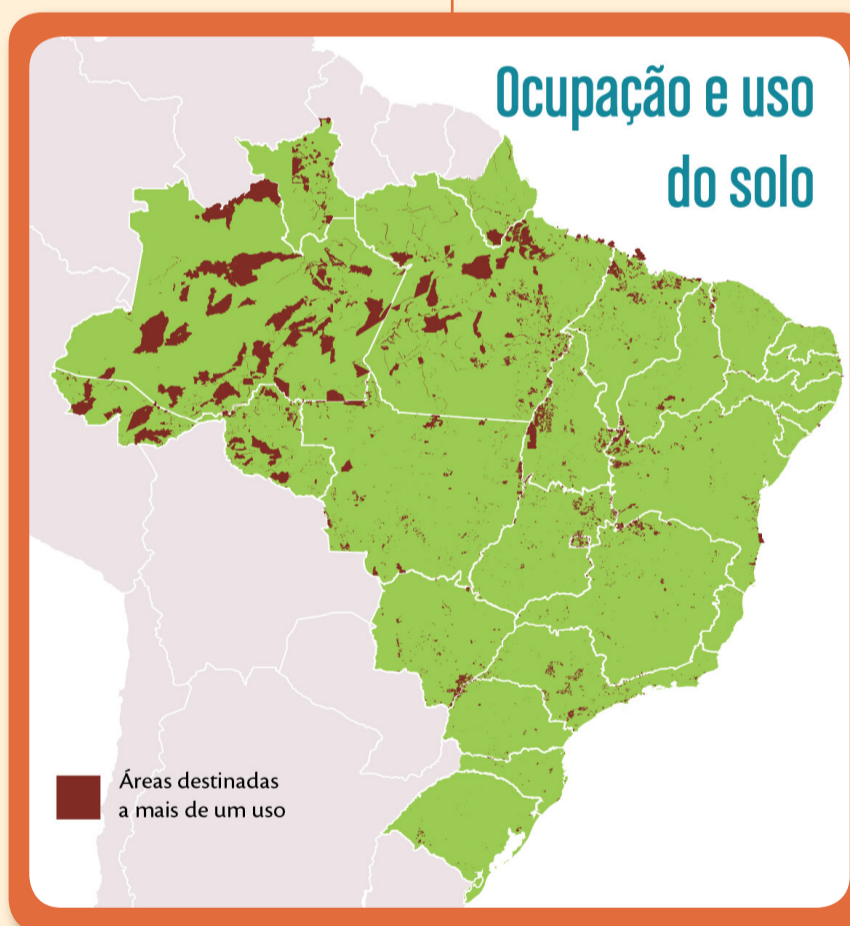 Ocupação e uso
do solo
Áreas destinadas
a mais de um uso